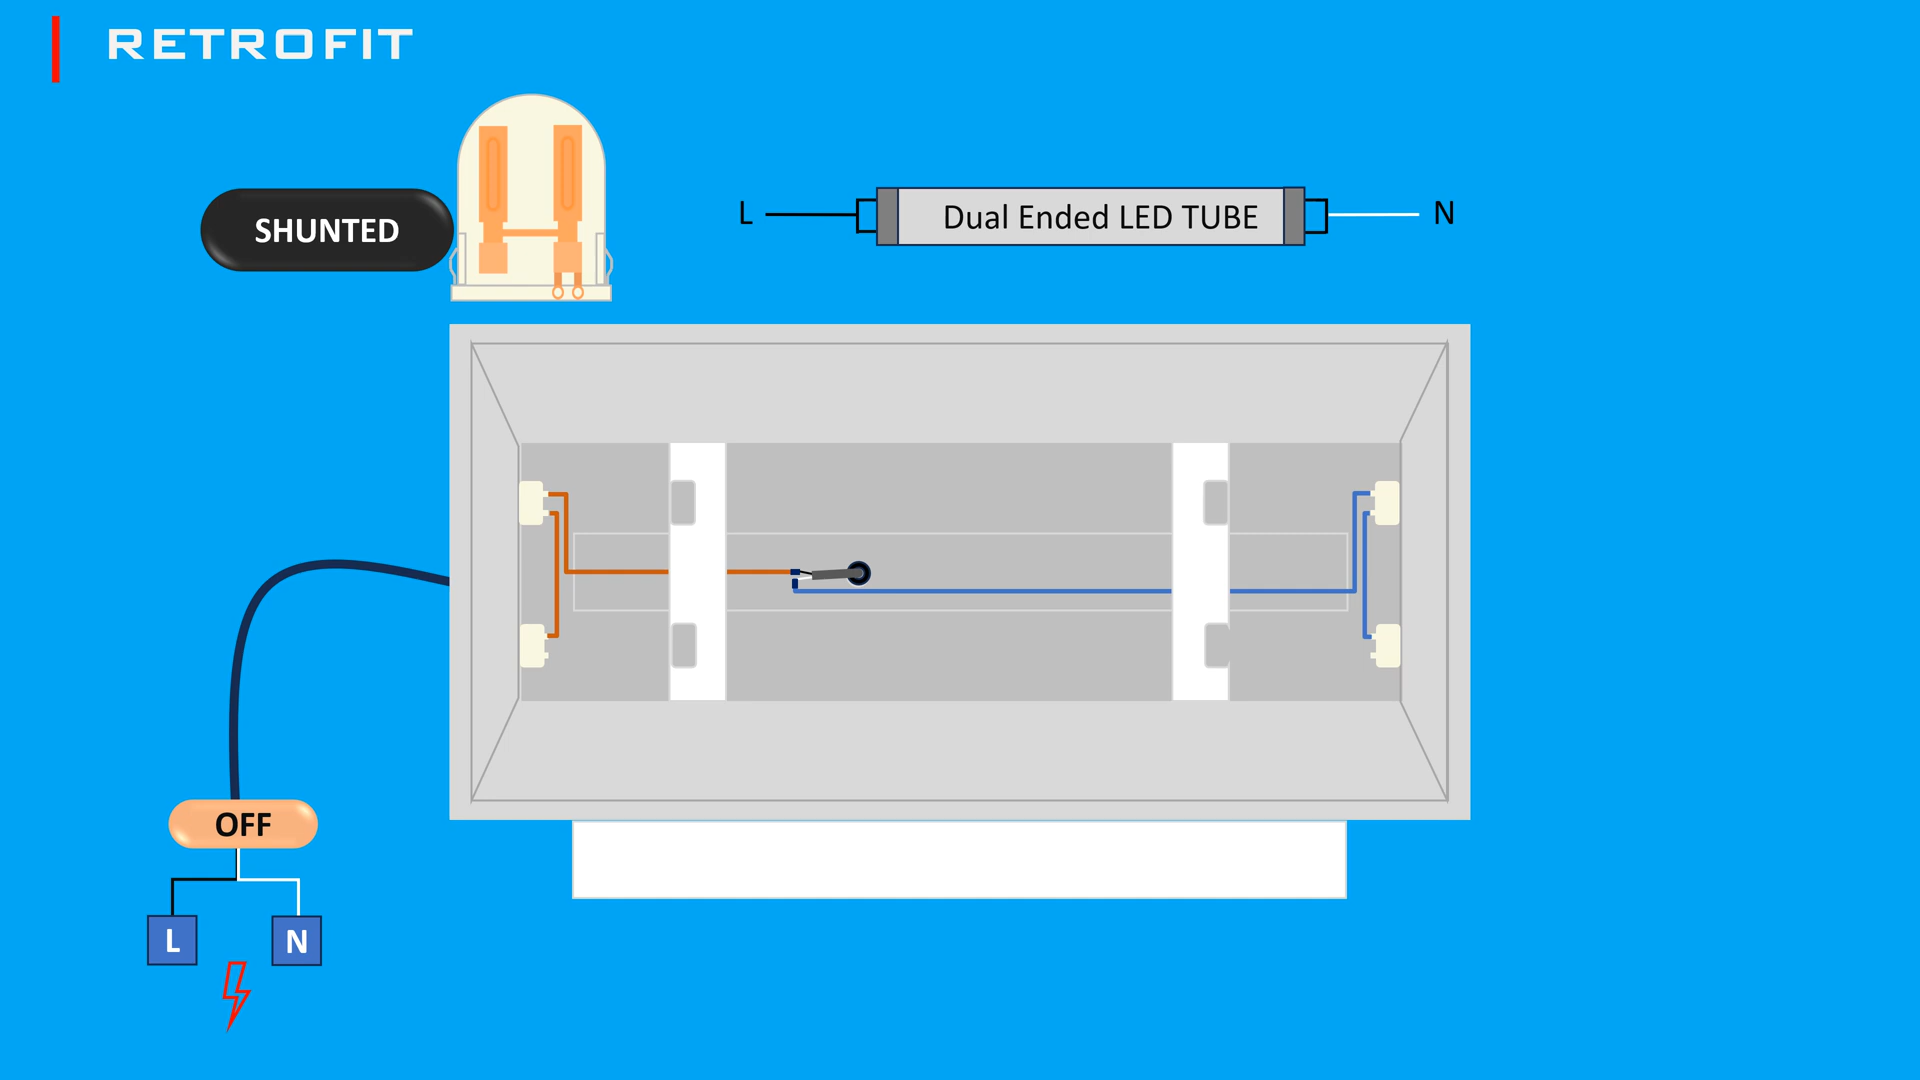 RETROFIT
SHUNTED
L
Dual Ended LED TUBE
N
OFF
L
N